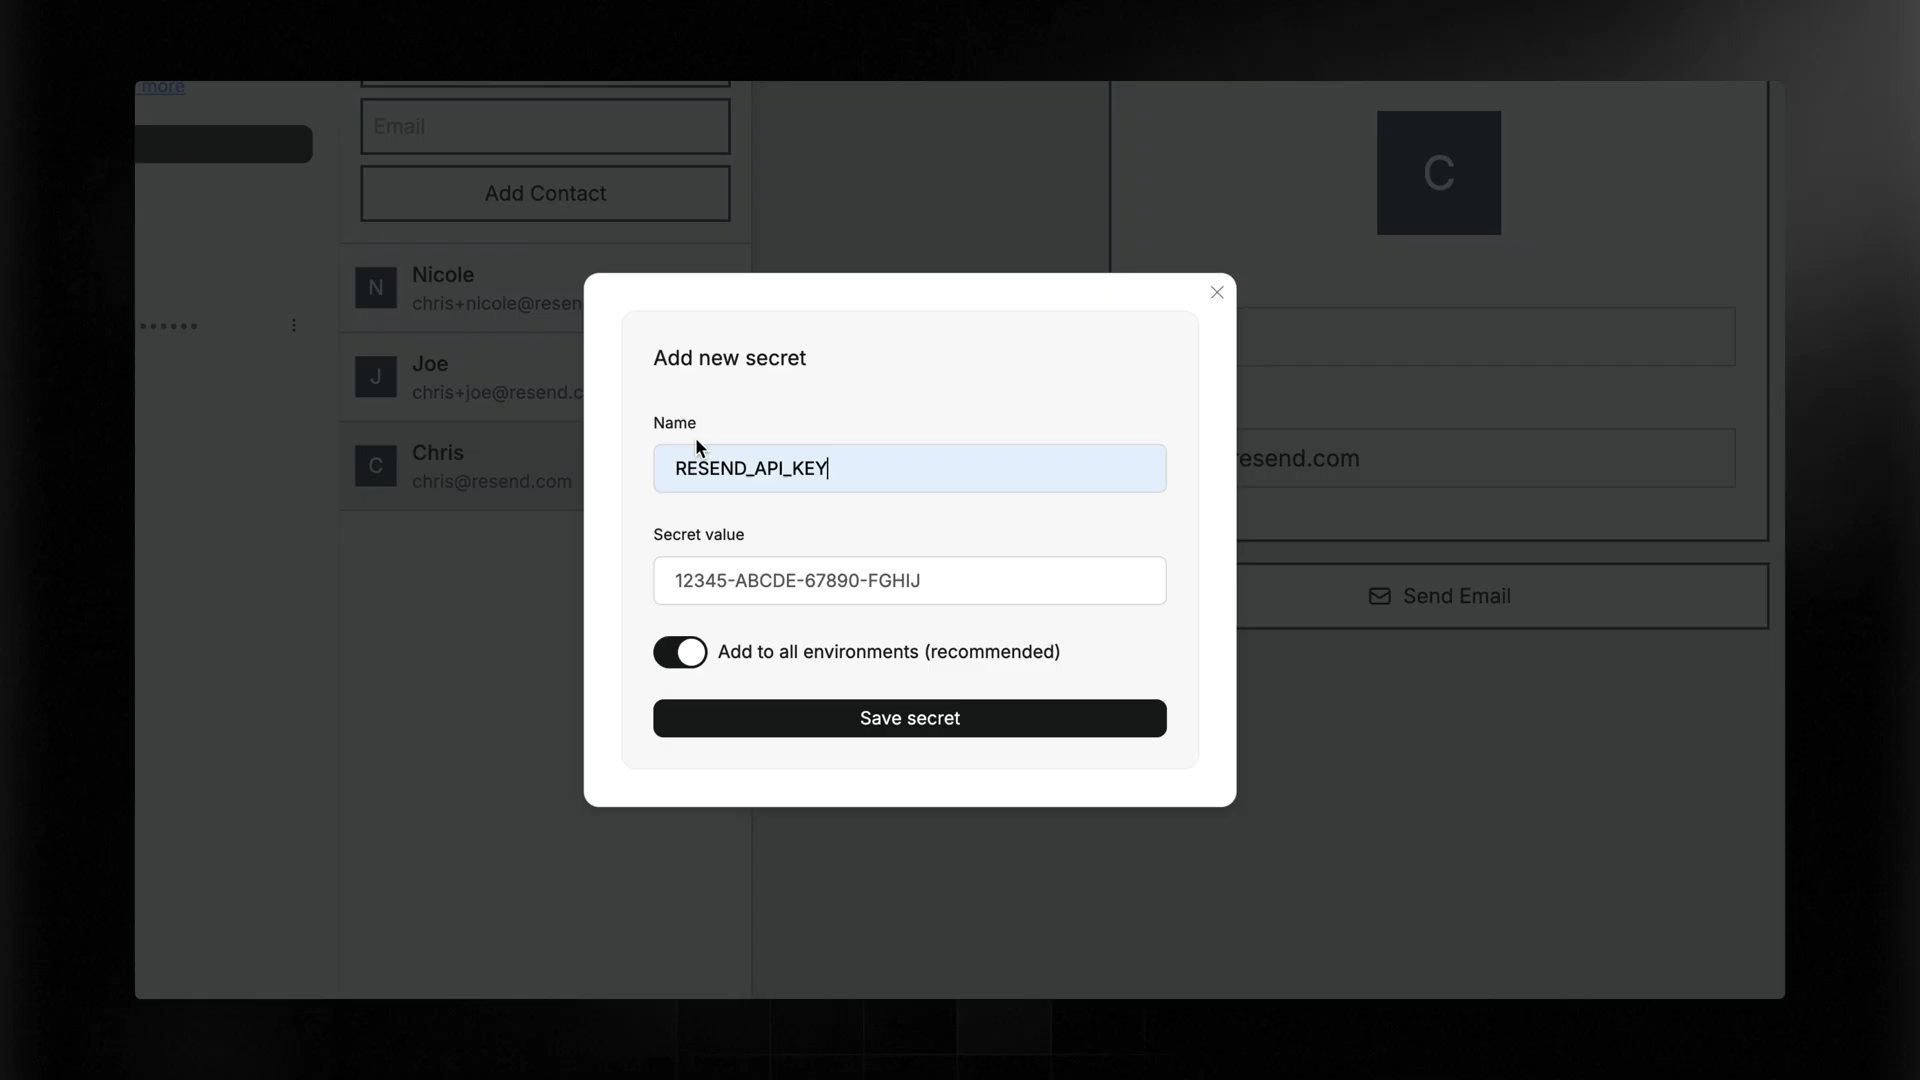 more
Email
Add Contact
N
Nicole
chris+nicole@resen
J
Joe
chris+joe@resend.c
C
Chris
chris@resend.com
C
Add new secret
Name
RESEND_API_KEY
Secret value
12345-ABCDE-67890-FGHIJ
Add to all environments (recommended)
Save secret
esend.com
Send Email